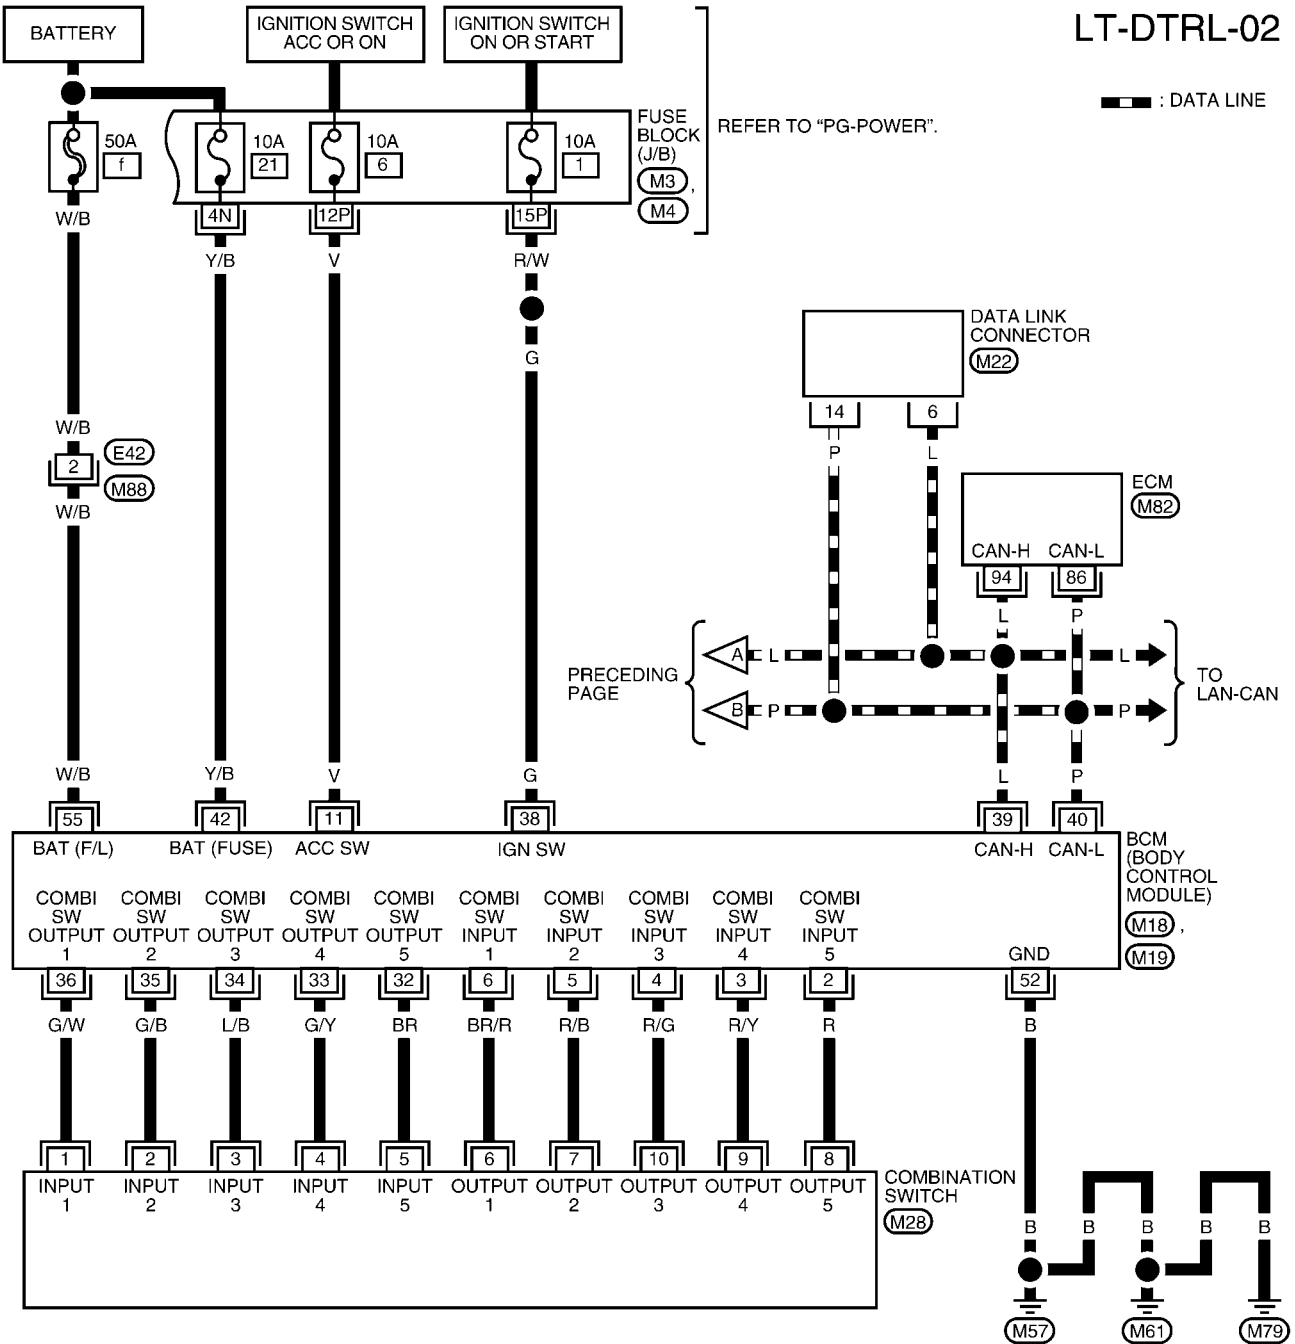 LT-DTRL-02
BATTERY
IGNITION SWITCH
ACC OR ON
IGNITION SWITCH
ON OR START
: DATA LINE
REFER TO “PG-POWER”.
50A
f
10A
21
10A
6
10A
1
FUSE
BLOCK
(J/B)
M3 ,
M4
4N
12P
15P
W/B
Y/B
V
R/W
G
DATA LINK
CONNECTOR
M22
14
6
P
L
W/B
2
E42
M88
W/B
ECM
M82
CAN-H
CAN-L
94
86
L
P
PRECEDING
PAGE
A
L
L
B
P
P
TO
LAN-CAN
W/B
Y/B
V
G
L
P
55
42
11
38
39
40
BAT (F/L)
BAT (FUSE)
ACC SW
IGN SW
CAN-H
CAN-L
BCM
(BODY
CONTROL
MODULE)
M18 ,
M19
COMBI
SW
OUTPUT
1
COMBI
SW
OUTPUT
2
COMBI
SW
OUTPUT
3
COMBI
SW
OUTPUT
4
COMBI
SW
OUTPUT
5
COMBI
SW
INPUT
1
COMBI
SW
INPUT
2
COMBI
SW
INPUT
3
COMBI
SW
INPUT
4
COMBI
SW
INPUT
5
GND
36
35
34
33
32
6
5
4
3
2
52
G/W
G/B
L/B
G/Y
BR
BR/R
R/B
R/G
R/Y
R
B
1
2
3
4
5
6
7
10
9
8
INPUT
1
INPUT
2
INPUT
3
INPUT
4
INPUT
5
OUTPUT
1
OUTPUT
2
OUTPUT
3
OUTPUT
4
OUTPUT
5
COMBINATION
SWITCH
M28
B
B
B
B
B
M57
M61
M79